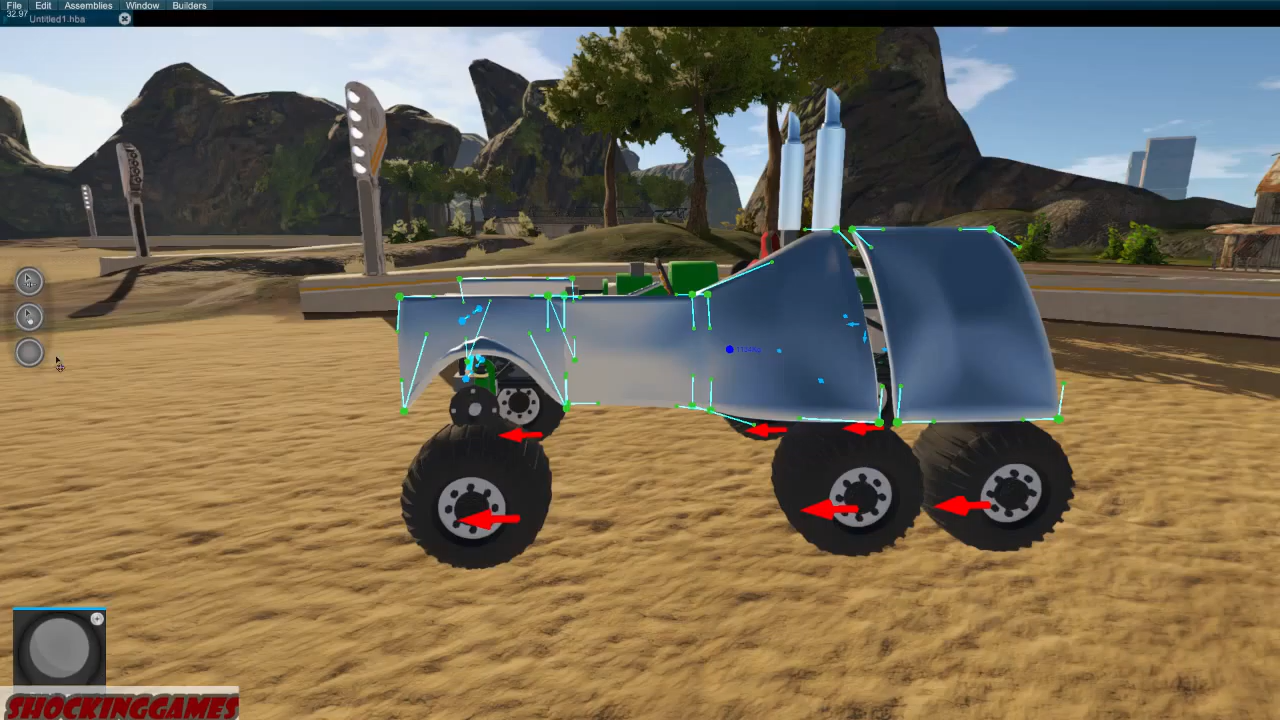 File Edit Assemblies Window Builders
32.97 Untitled1.hba
SHOCKINGGAMES